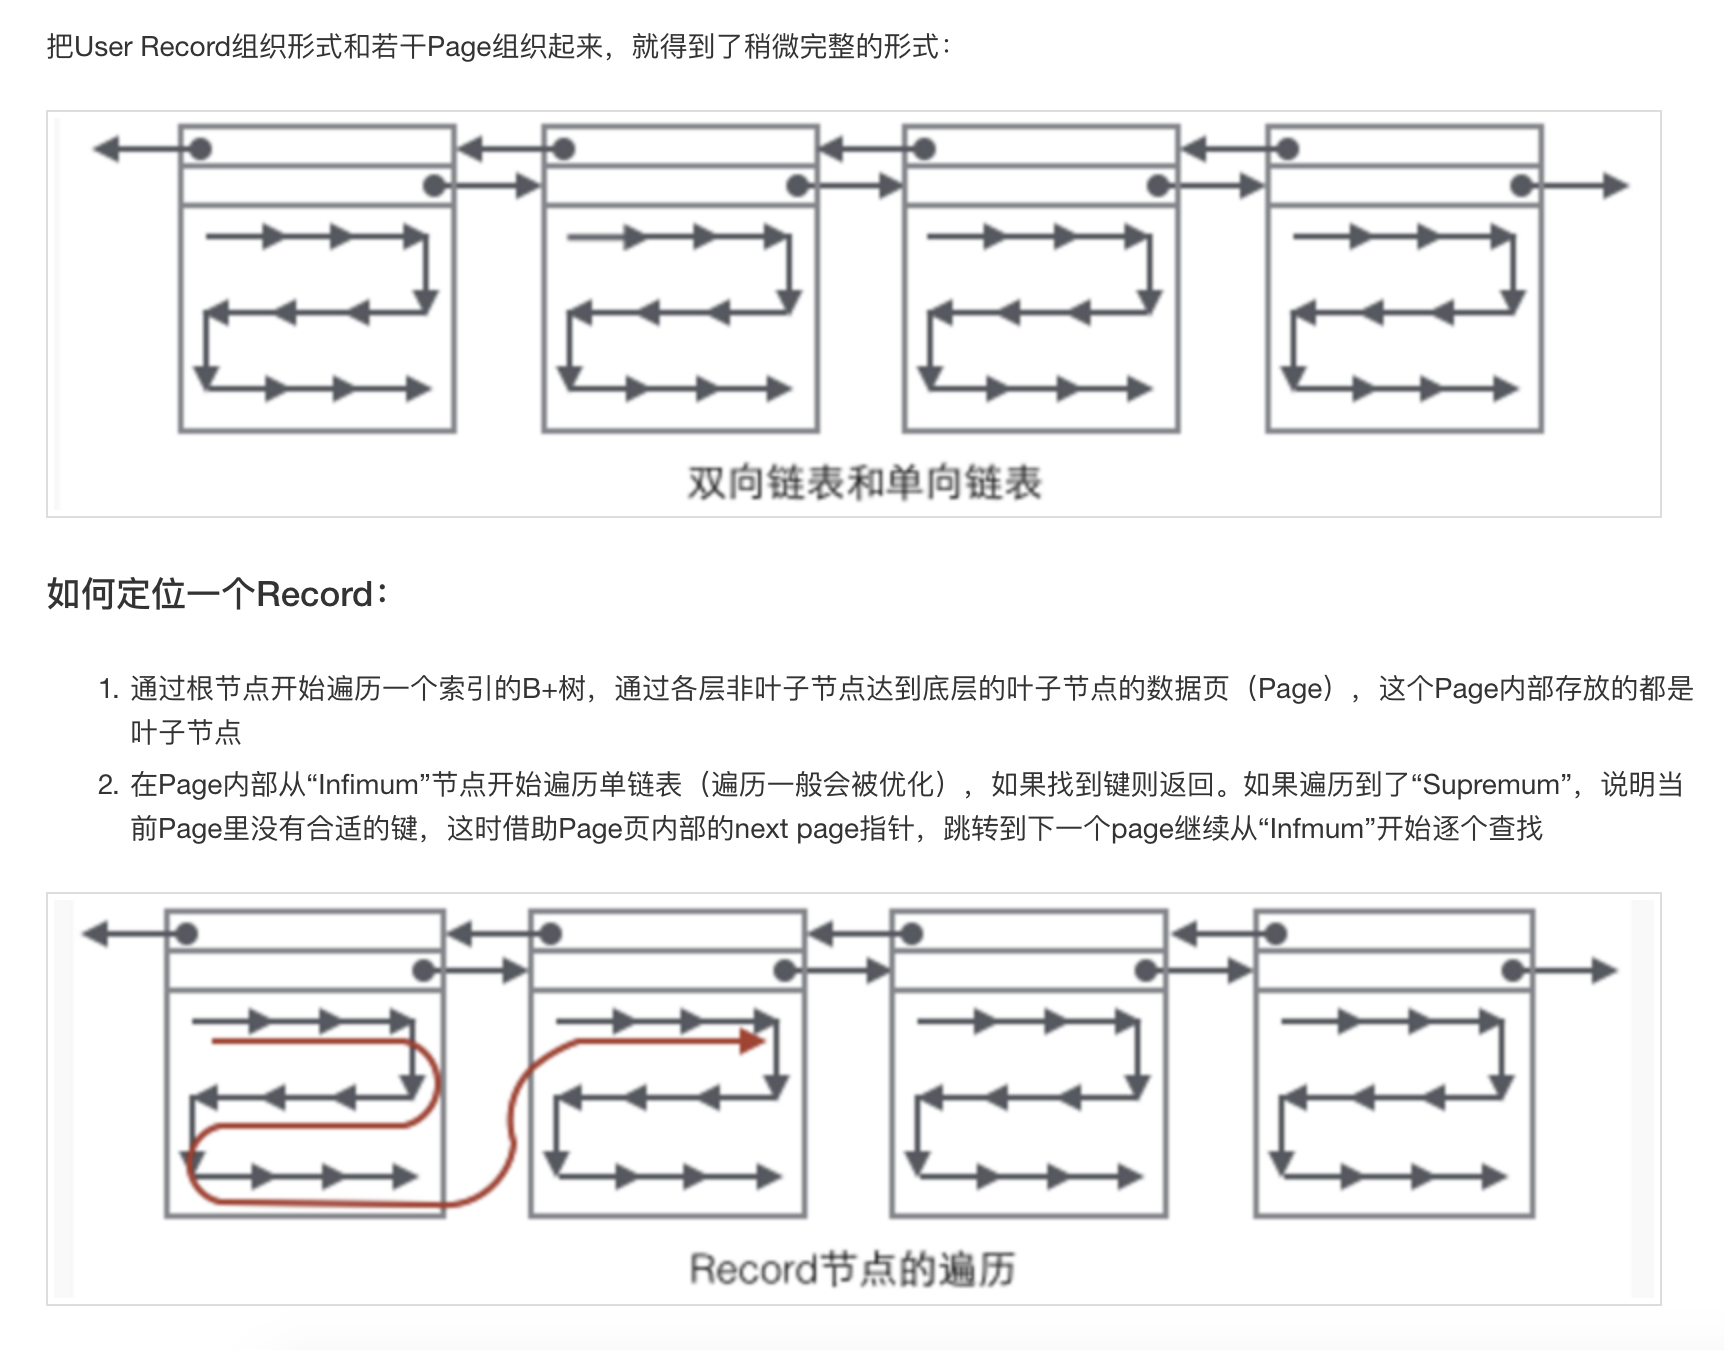 把User Record组织形式和若干Page组织起来，就得到了稍微完整的形式：
双向链表和单向链表
如何定位一个Record：
1. 通过根节点开始遍历一个索引的B+树，通过各层非叶子节点达到底层的叶子节点的数据页（Page），这个Page内部存放的都是
叶子节点
2. 在Page内部从“Infimum”节点开始遍历单链表（遍历一般会被优化），如果找到键则返回。如果遍历到了“Supremum”，说明当
前Page里没有合适的键，这时借助Page页内部的next page指针，跳转到下一个page继续从“Infmum”开始逐个查找
Record节点的遍历